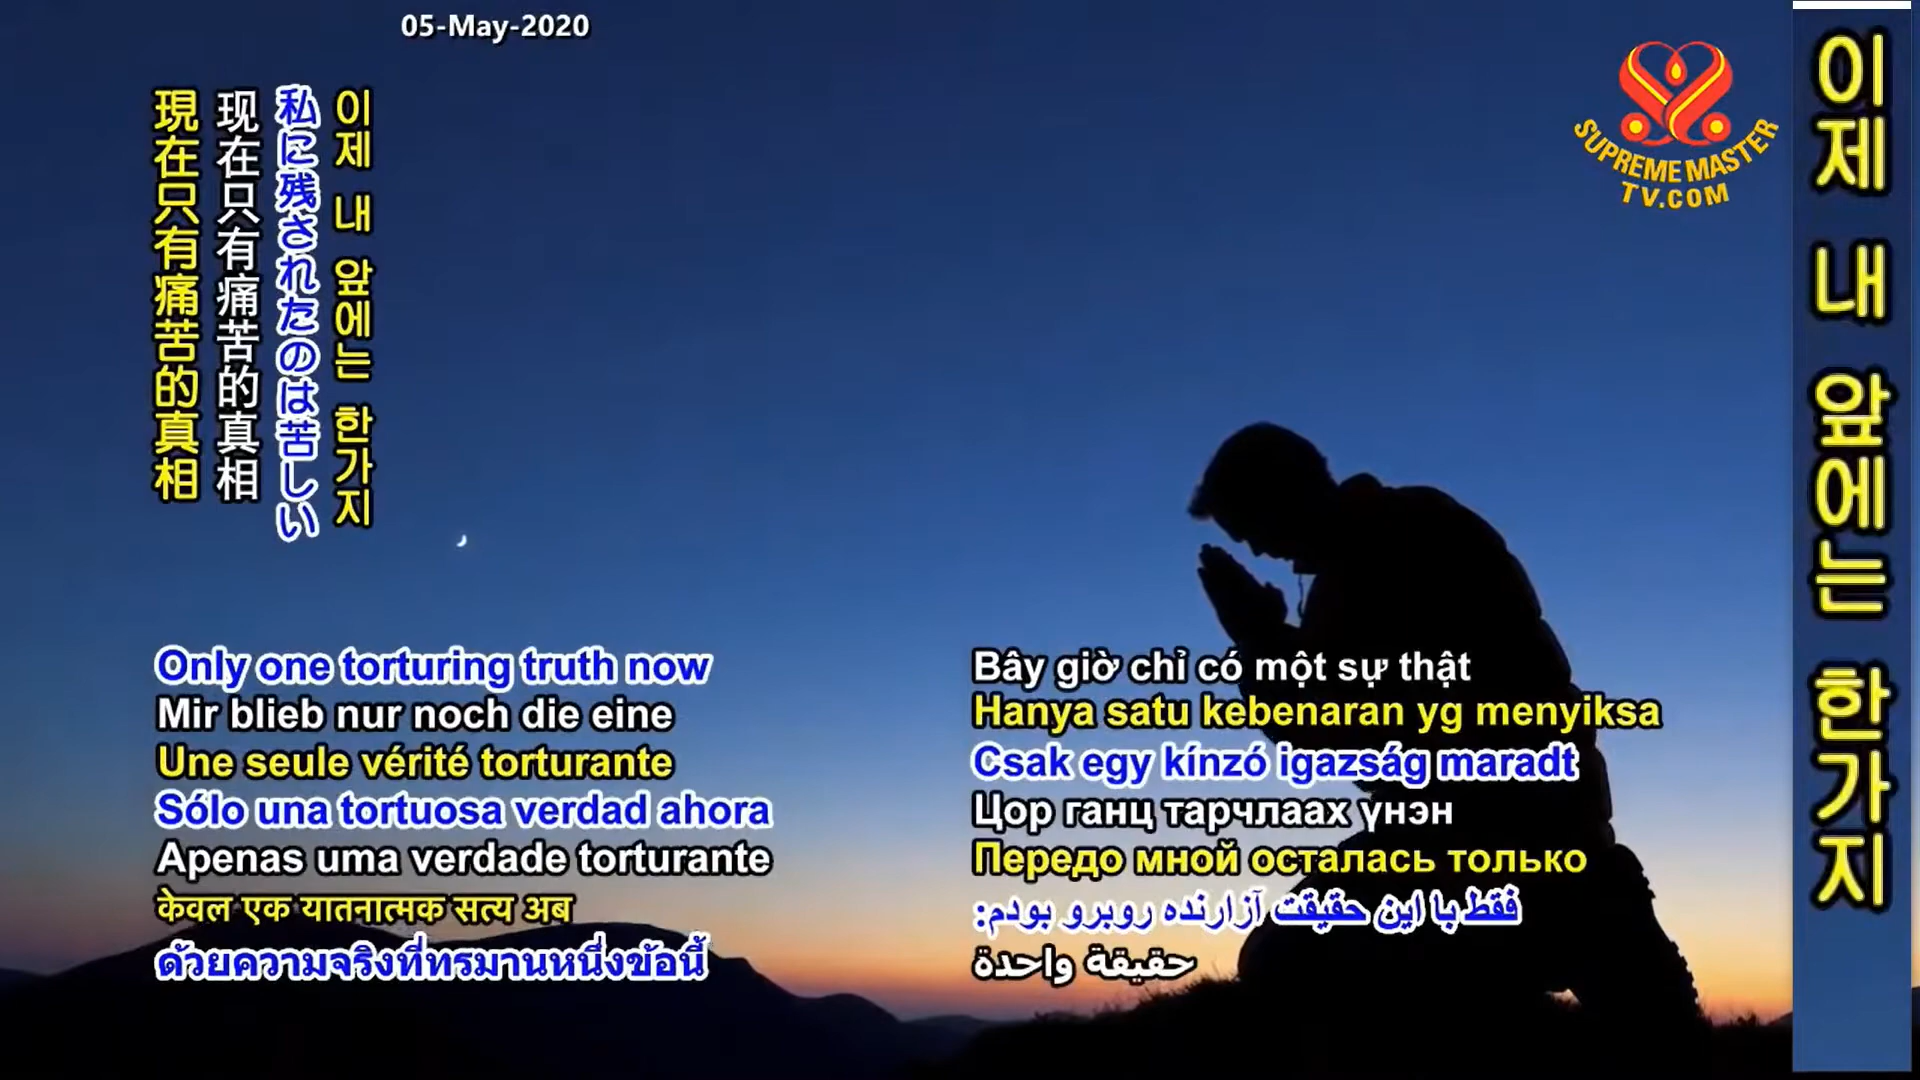 05-May-2020
SUPREME MASTER
TV.COM
이제 내 앞에는 한가지
이제 내 앞에는 한가지
私に残されたのは苦しい
现在只有痛苦的真相
現在只有痛苦的真相
Only one torturing truth now
Mir blieb nur noch die eine
Une seule vérité torturante
Sólo una tortuosa verdad ahora
Apenas uma verdade torturante
केवल एक यातनात्मक सत्य अब
ด้วยความจริงที่ทรมานหนึ่งข้อนี้
Bây giờ chỉ có một sự thật
Hanya satu kebenaran yg menyiksa
Csak egy kínzó igazság maradt
Цор ганц тарчлаах үнэн
Передо мной осталась только
فقط با این حقیقت آزارنده روبرو بودم:
حقيقة واحدة